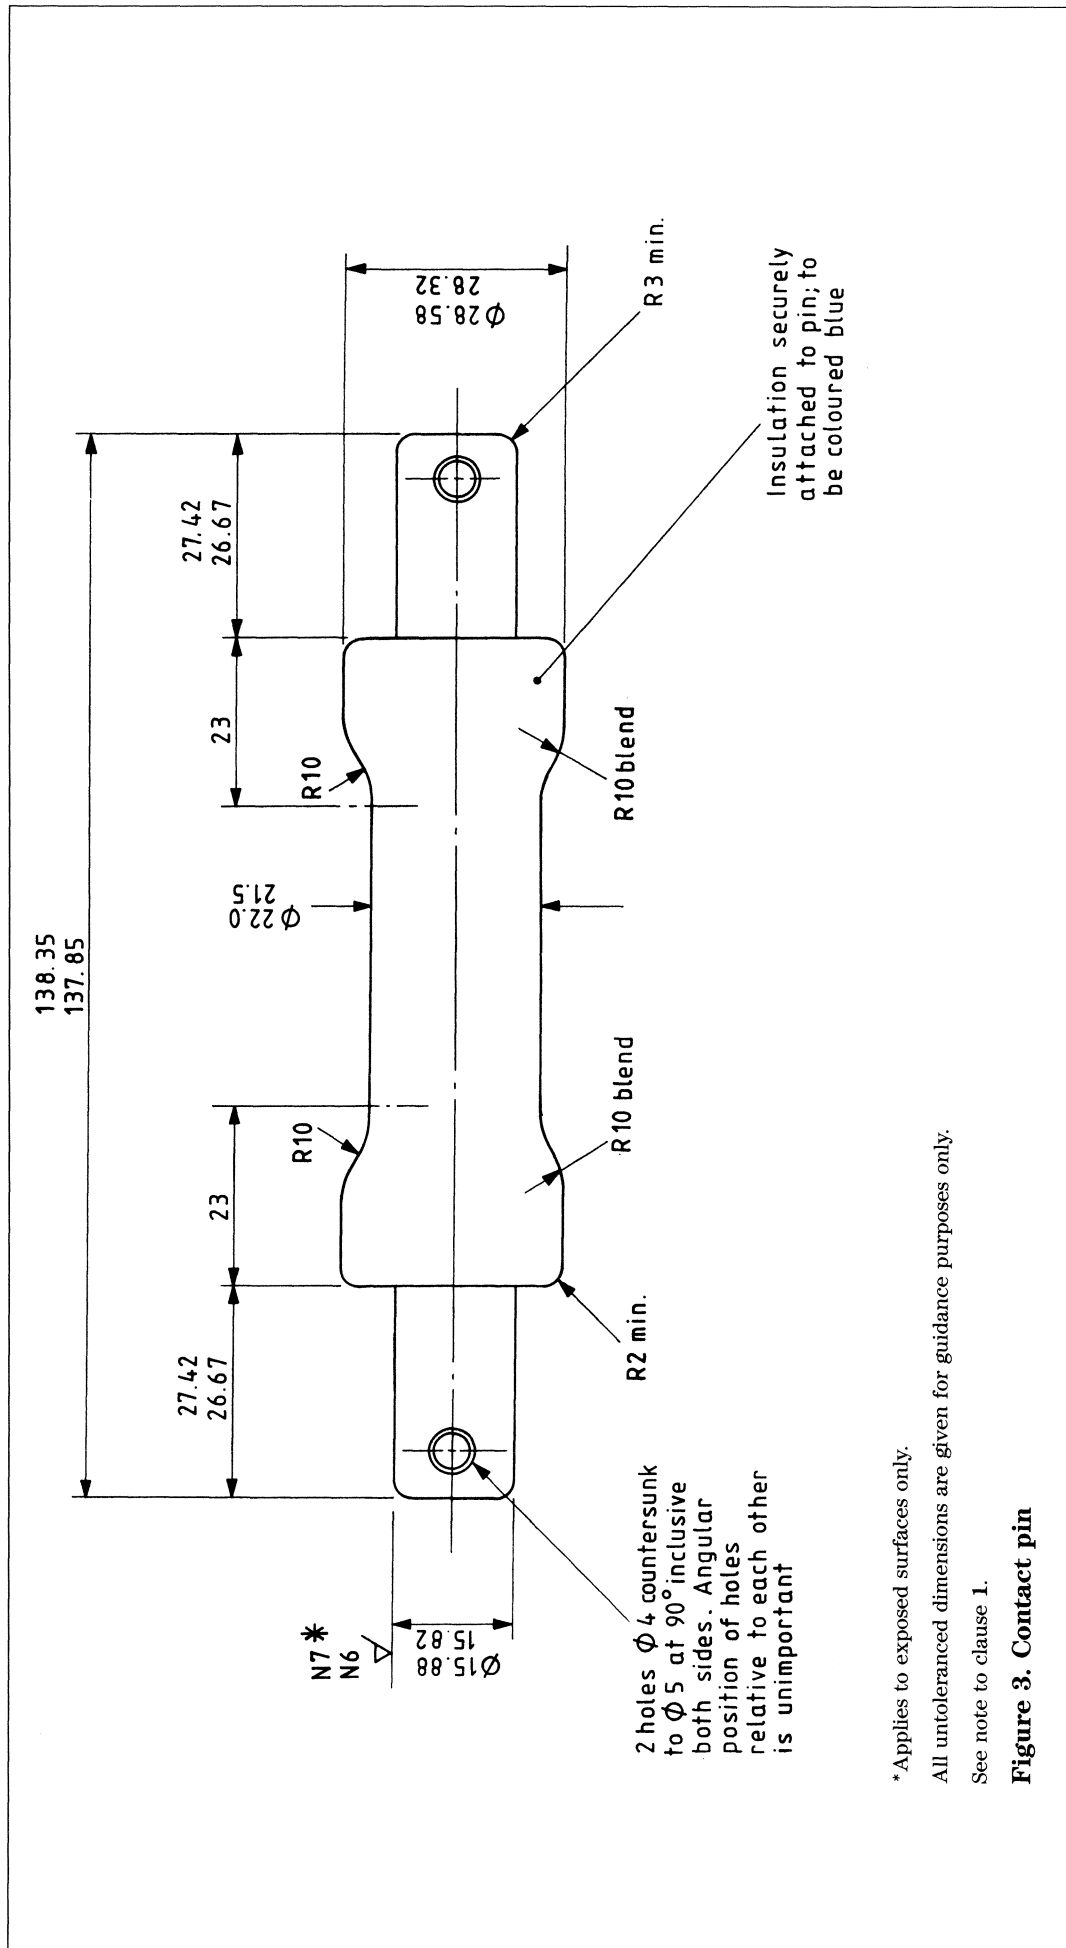 138.35
137.85
27.42
26.67
23
23
27.42
26.67
R10
R10
Ø 22.0
21.5
Ø 28.58
28.32
N7*
N6
Ø15.88
15.82
R2 min.
R10 blend
R10 blend
R3 min.
2 holes Ø 4 countersunk
to Ø 5 at 90° inclusive
both sides. Angular
position of holes
relative to each other
is unimportant
Insulation securely
attached to pin; to
be coloured blue
*Applies to exposed surfaces only.
All untoleranced dimensions are given for guidance purposes only.
See note to clause 1.
Figure 3. Contact pin